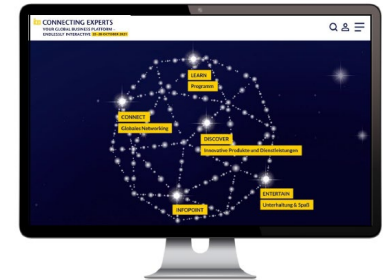 CONNECTING EXPERTS
YOUR GLOBAL BUSINESS PLATFORM –
ENDLESSLY INTERACTIVE
LEARN
Programm
CONNECT
Globales Networking
DISCOVER
Innovative Produkte und Dienstleistungen
ENTERTAIN
Unterhaltung & Spaß
INFOPOINT